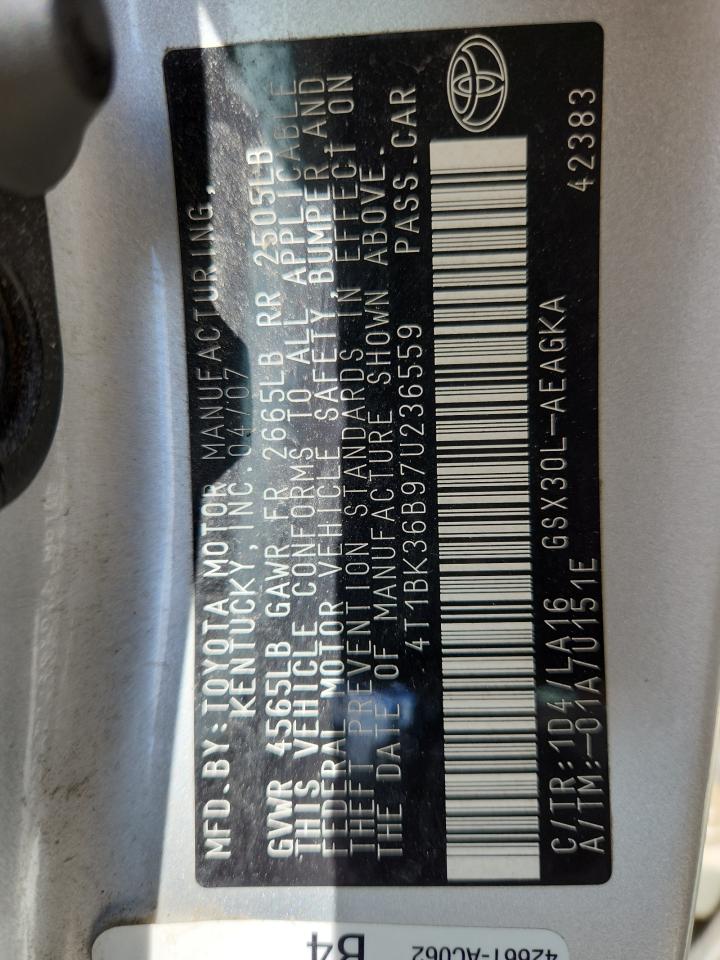 MFD.BY:TOYOTA MOTOR MANUFACTURING,
KENTUCKY,INC.04/07
GVWR 4565LB GAWR FR 2665LB RR 2505LB
THIS VEHICLE CONFORMS TO ALL APPLICABLE
FEDERAL MOTOR VEHICLE SAFETY,BUMPER,AND
THEFT PREVENTION STANDARDS IN EFFECT ON
THE DATE OF MANUFACTURE SHOWN ABOVE.
4T1BK36B97U236559 PASS.CAR
C/TR:1D4/LA16 GSX30L-AEAGKA 42383
A/TM:-01A/U151E
B4
42661-AC062